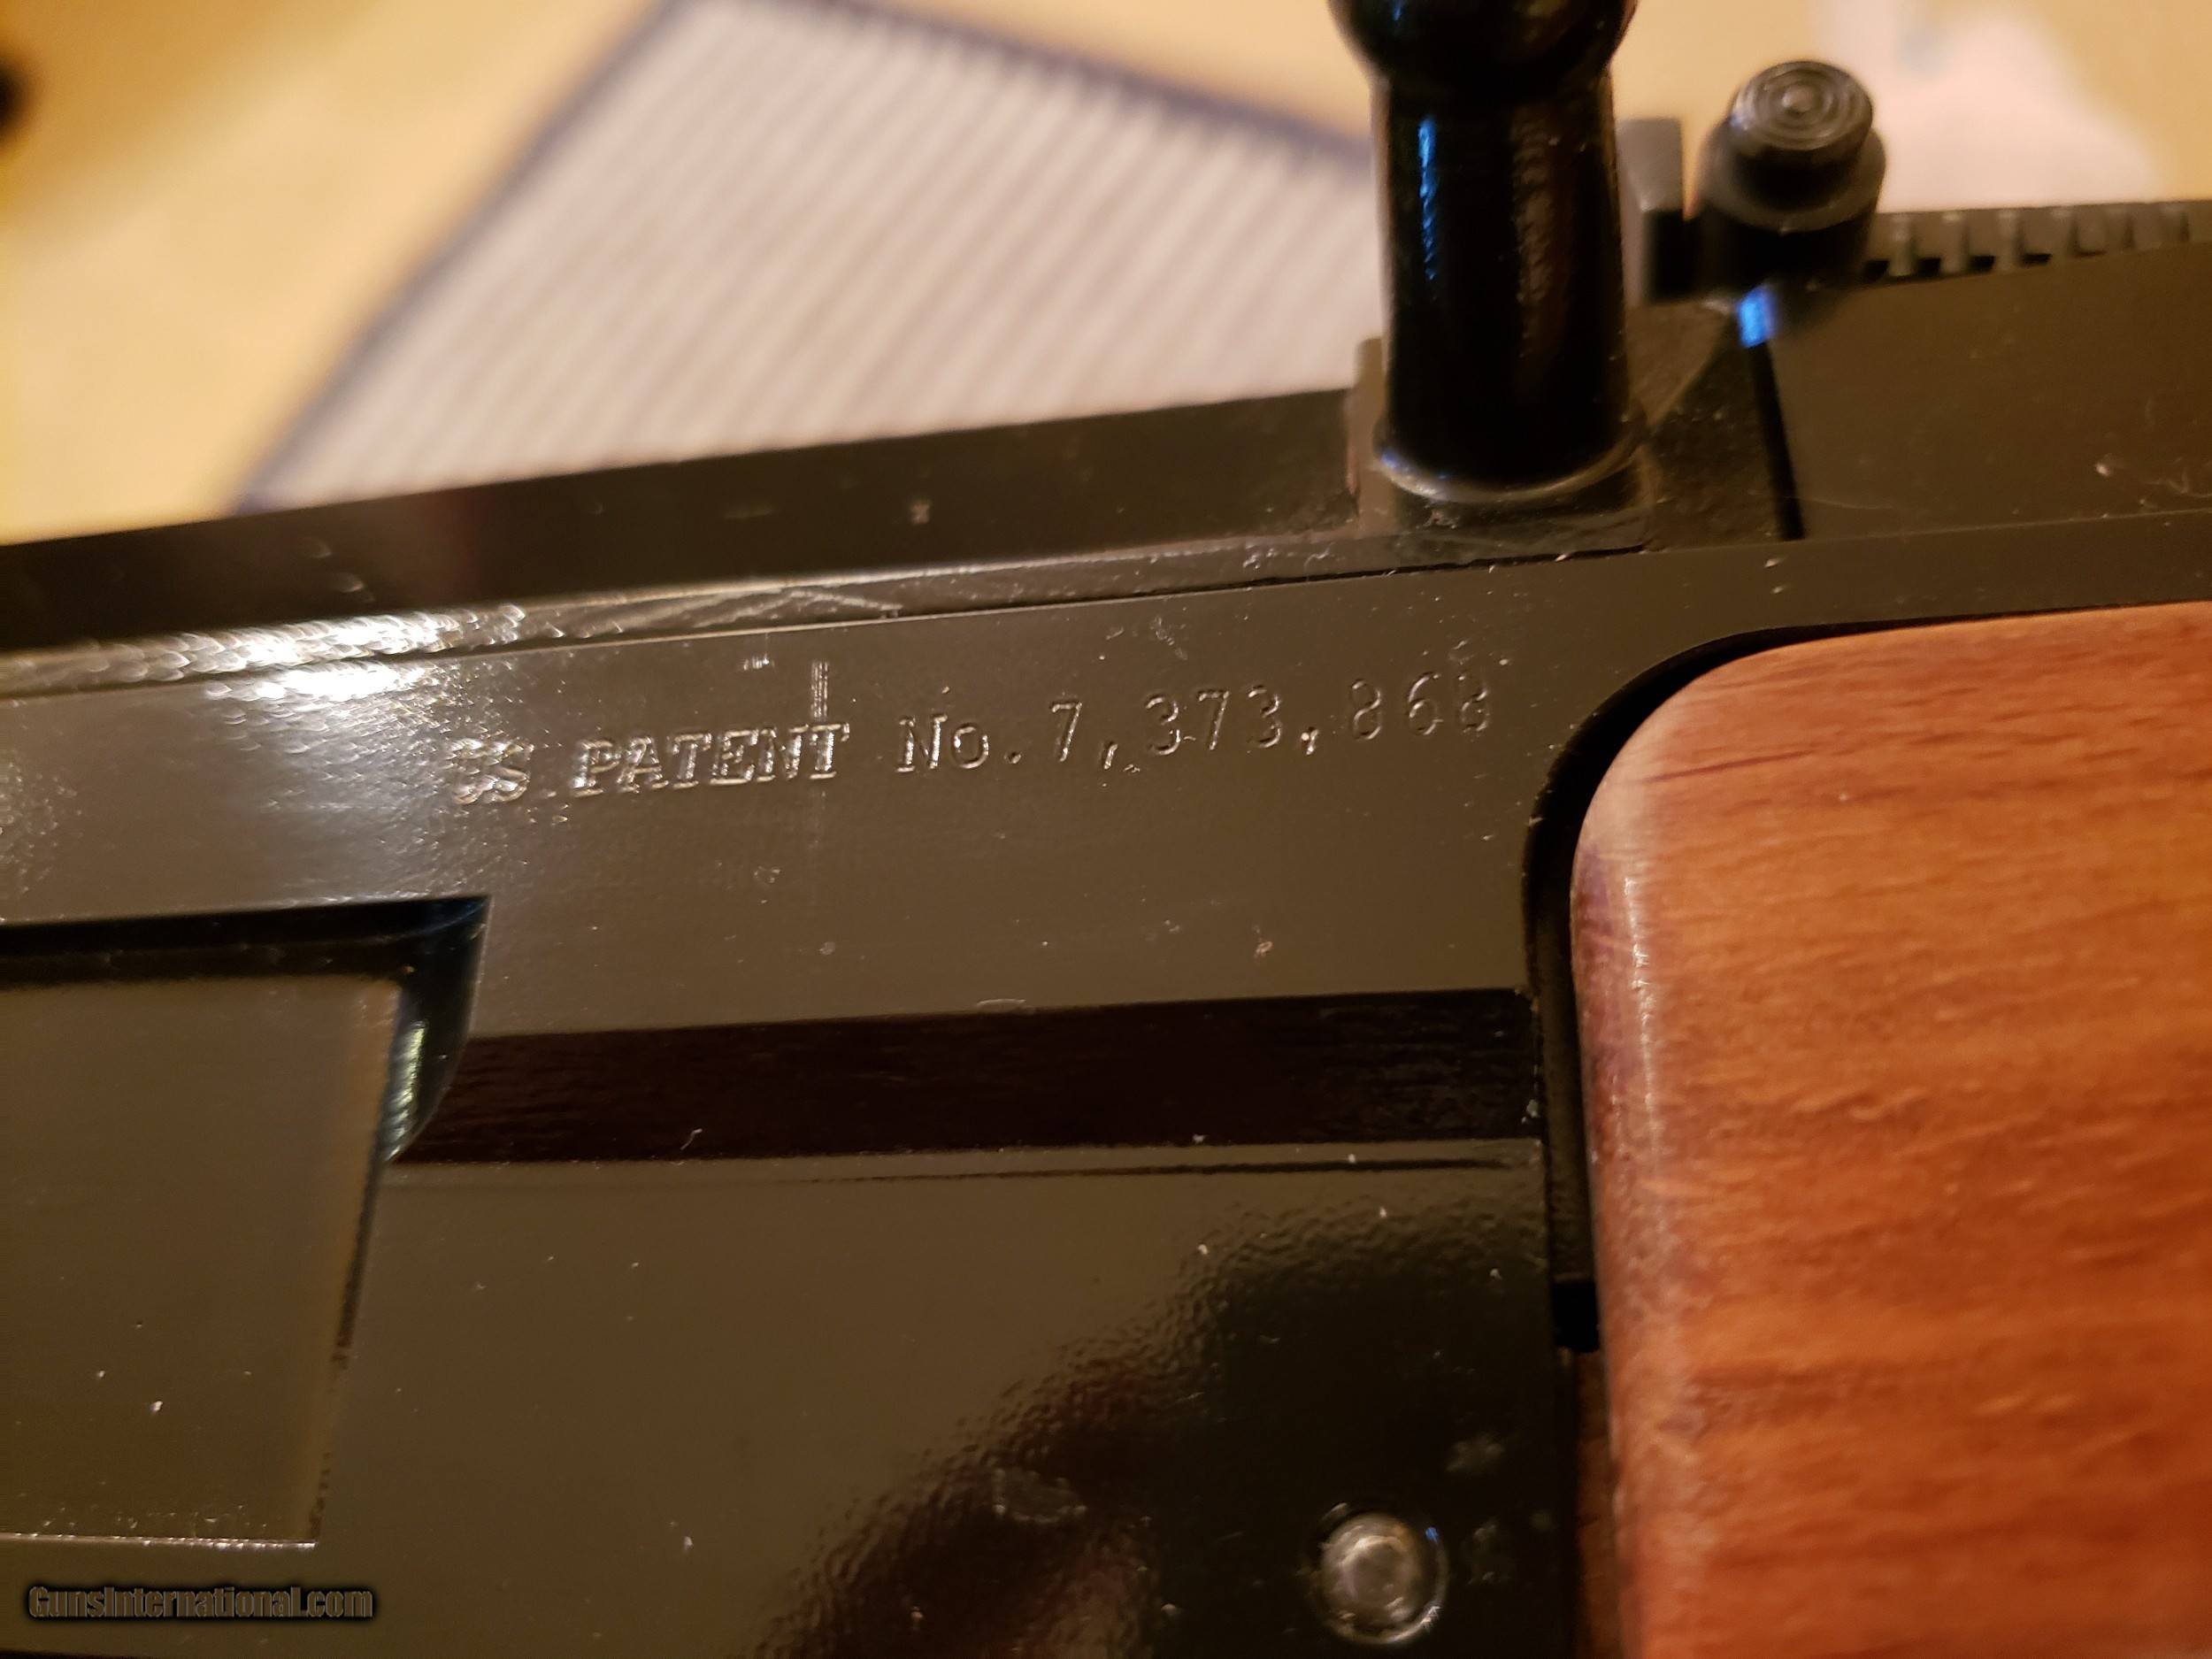 US PATENT No. 7,373,868
GunsInternational.com